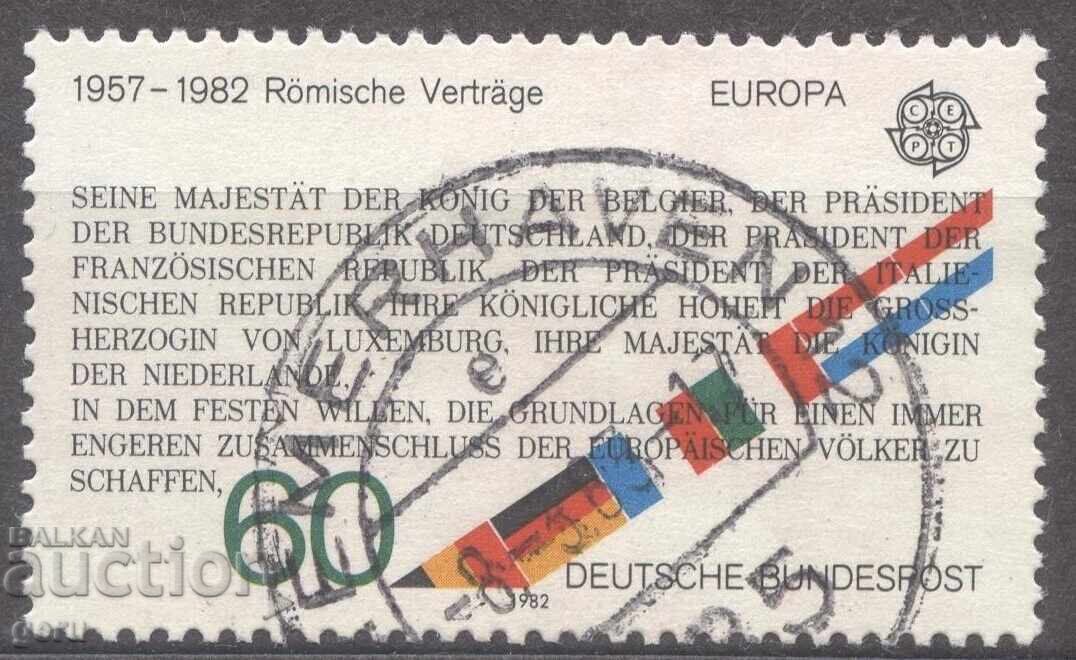 1957–1982 Römische Verträge
EUROPA
C E
P T
SEINE MAJESTÄT DER KÖNIG DER BELGIER, DER PRÄSIDENT
DER BUNDESREPUBLIK DEUTSCHLAND, DER PRÄSIDENT DER
FRANZÖSISCHEN REPUBLIK, DER PRÄSIDENT DER ITALIE-
NISCHEN REPUBLIK, IHRE KÖNIGLICHE HOHEIT DIE GROSS-
HERZOGIN VON LUXEMBURG, IHRE MAJESTÄT DIE KÖNIGIN
DER NIEDERLANDE,
IN DEM FESTEN WILLEN, DIE GRUNDLAGEN FÜR EINEN IMMER
ENGEREN ZUSAMMENSCHLUSS DER EUROPÄISCHEN VÖLKER ZU
SCHAFFEN,
60
DEUTSCHE BUNDESPOST
1982
EMERHAVEN
e
BALKAN
auction
goru